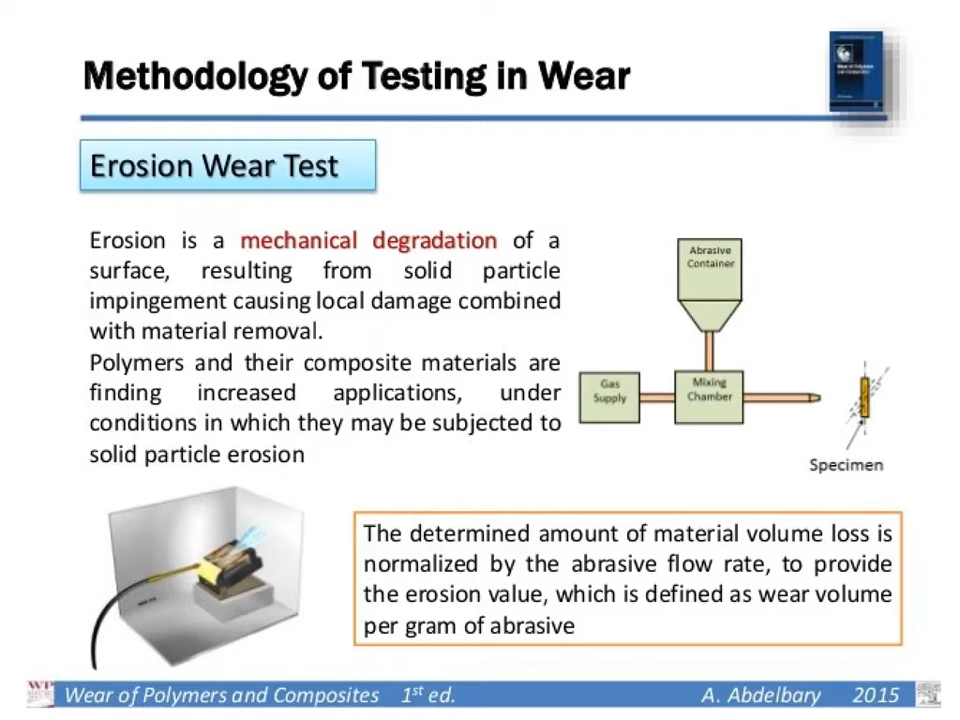 Methodology of Testing in Wear
Erosion Wear Test
Erosion is a mechanical degradation of a
surface, resulting from solid particle
impingement causing local damage combined
with material removal.
Polymers and their composite materials are
finding increased applications, under
conditions in which they may be subjected to
solid particle erosion
Abrasive
Container
Gas
Supply
Mixing
Chamber
Specimen
The determined amount of material volume loss is
normalized by the abrasive flow rate, to provide
the erosion value, which is defined as wear volume
per gram of abrasive
WP
Wear of Polymers and Composites 1st ed.
A. Abdelbary 2015